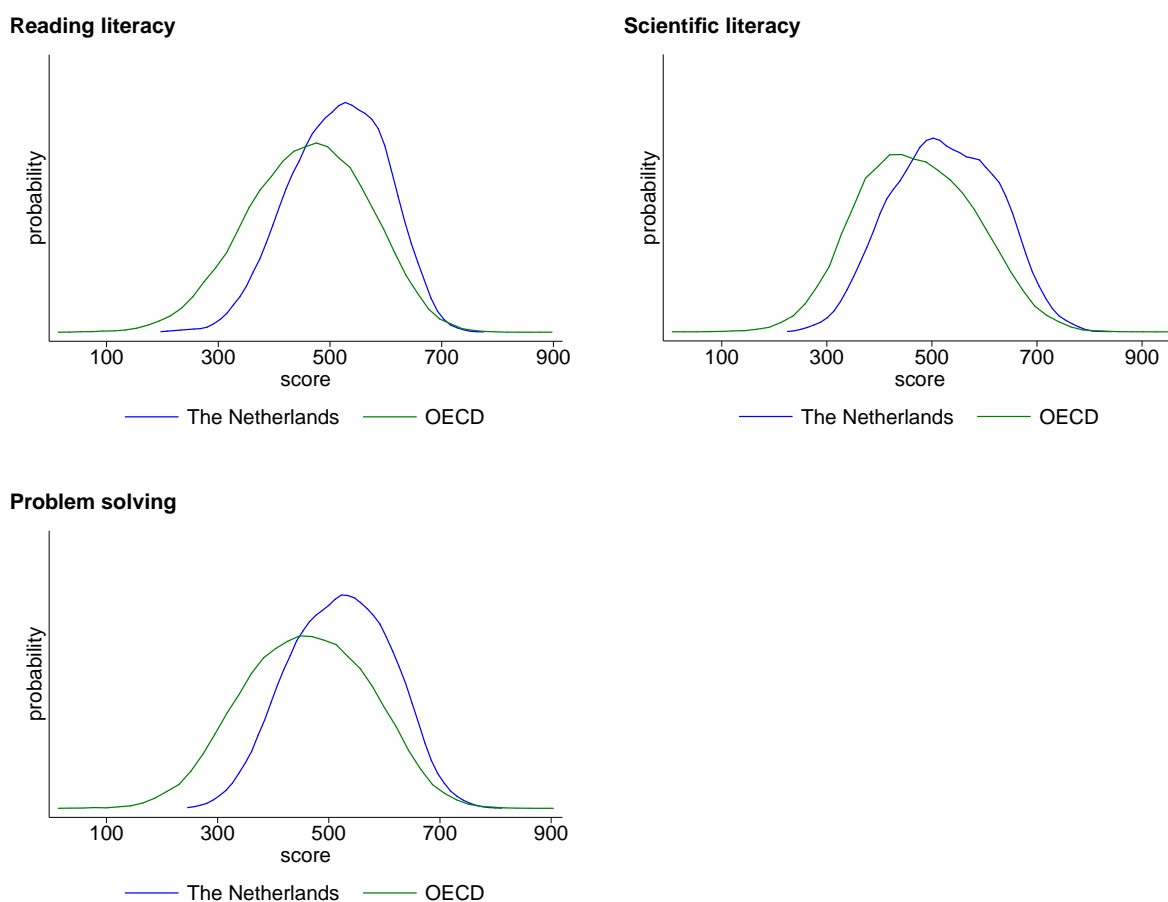 Reading literacy
probability
100 300 500 700 900
score
The Netherlands OECD
Scientific literacy
probability
100 300 500 700 900
score
The Netherlands OECD
Problem solving
probability
100 300 500 700 900
score
The Netherlands OECD